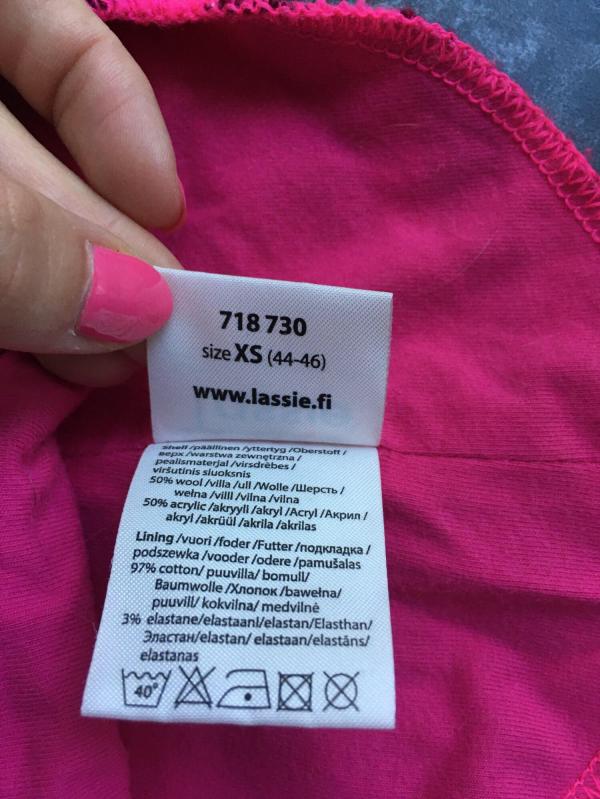 718 730
size XS (44-46)
www.lassie.fi
Shell /päällinen /yttertyg /Oberstoff /
верх /warstwa zewnętrzna /
pealismaterjal /virsdrēbes /
viršutinis sluoksnis
50% wool /villa /ull /Wolle /Шерсть /
wełna /villi /vilna /vilna
50% acrylic /akryyli /akryl /Acryl /Акрил /
akryl /akrüül /akrila /akrilas
Lining /vuori /foder /Futter /подкладка /
podszewka /vooder /odere /pamušalas
97% cotton/ puuvilla/ bomull/
Baumwolle /Хлопок /bawełna/
puuvill/ kokvilna/ medvilnė
3% elastane/elastaani/elastan/Elasthan/
Эластан/elastan/ elastaan/elastāns/
elastanas
40°